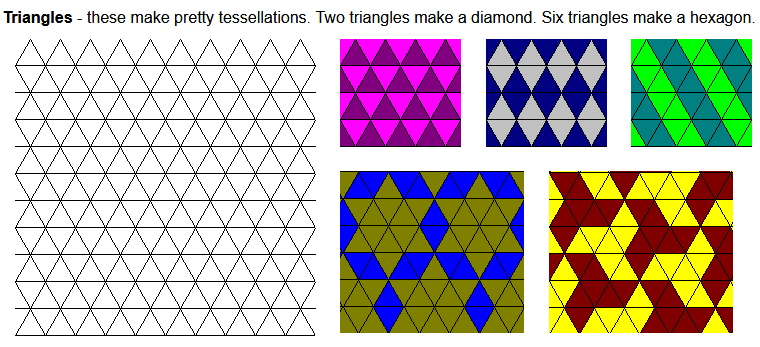 Triangles - these make pretty tessellations. Two triangles make a diamond. Six triangles make a hexagon.